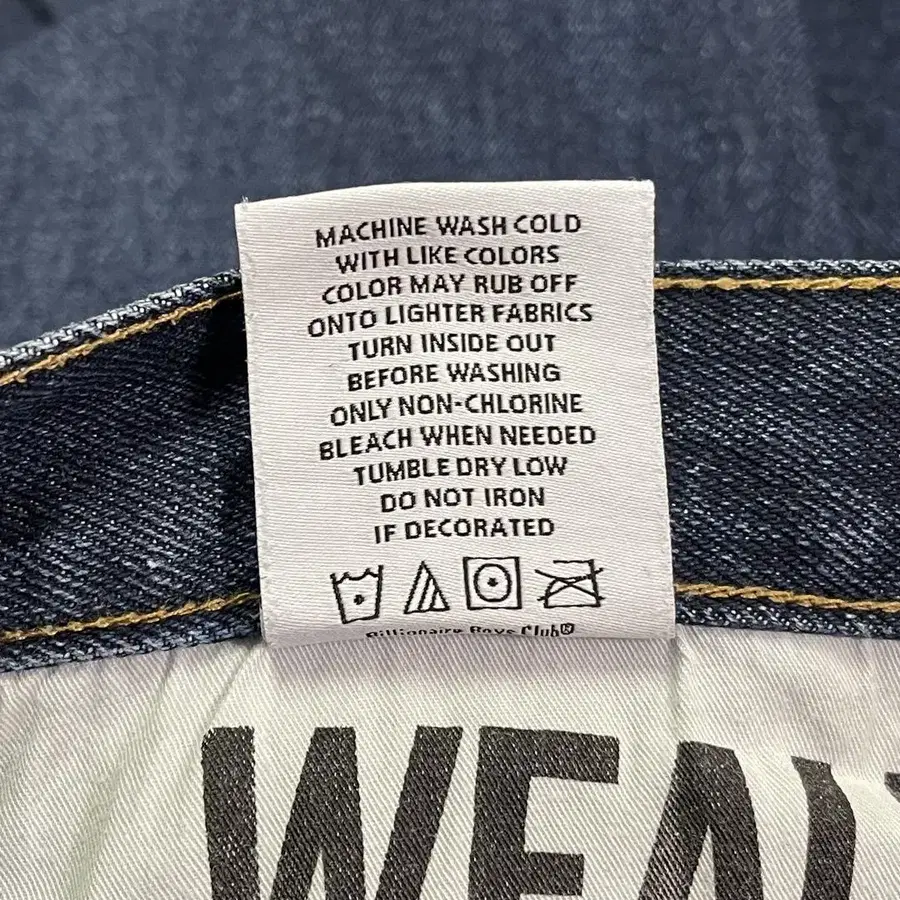 MACHINE WASH COLD
WITH LIKE COLORS
COLOR MAY RUB OFF
ONTO LIGHTER FABRICS
TURN INSIDE OUT
BEFORE WASHING
ONLY NON-CHLORINE
BLEACH WHEN NEEDED
TUMBLE DRY LOW
DO NOT IRON
IF DECORATED
Billionaire Boys Club®
WEAL